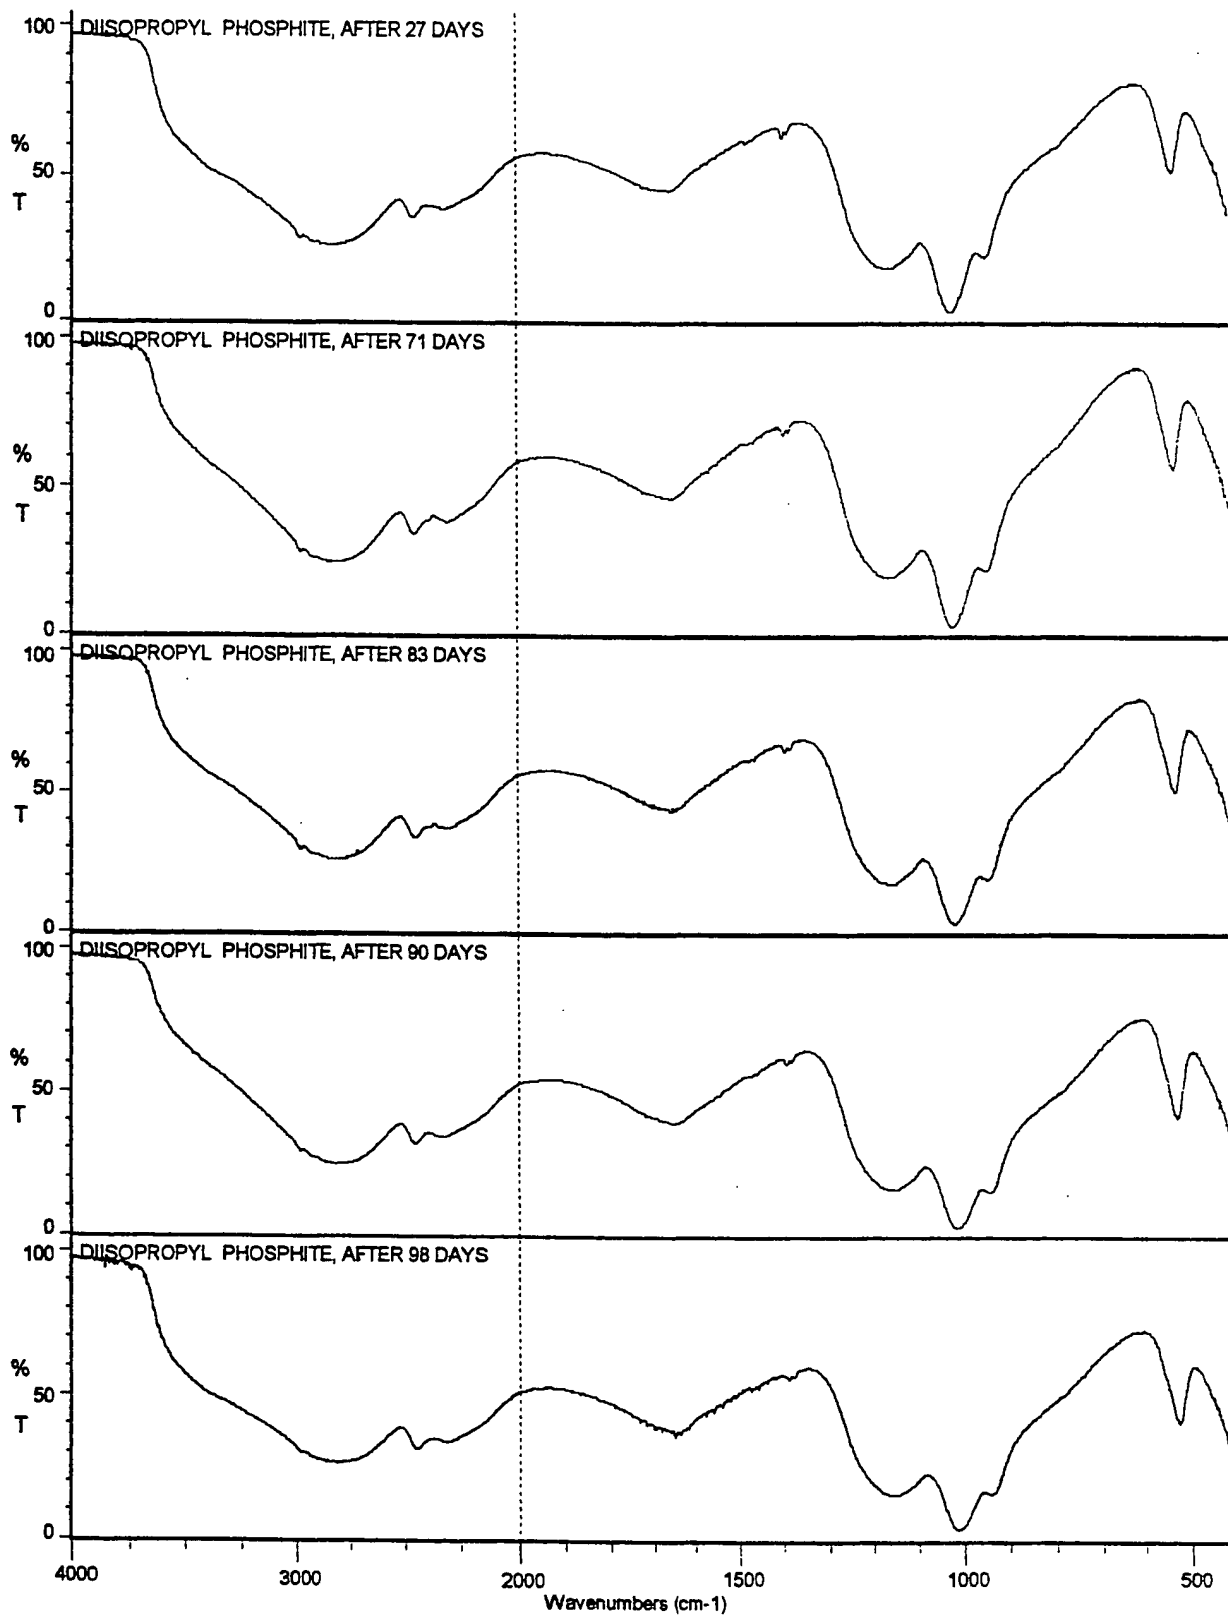 100 DIISOPROPYL PHOSPHITE, AFTER 27 DAYS
%
50
T
0
100 DIISOPROPYL PHOSPHITE, AFTER 71 DAYS
%
50
T
0
100 DIISOPROPYL PHOSPHITE, AFTER 83 DAYS
%
50
T
0
100 DIISOPROPYL PHOSPHITE, AFTER 90 DAYS
%
50
T
0
100 DIISOPROPYL PHOSPHITE, AFTER 98 DAYS
%
50
T
0
4000 3000 2000 1500 1000 500
Wavenumbers (cm-1)